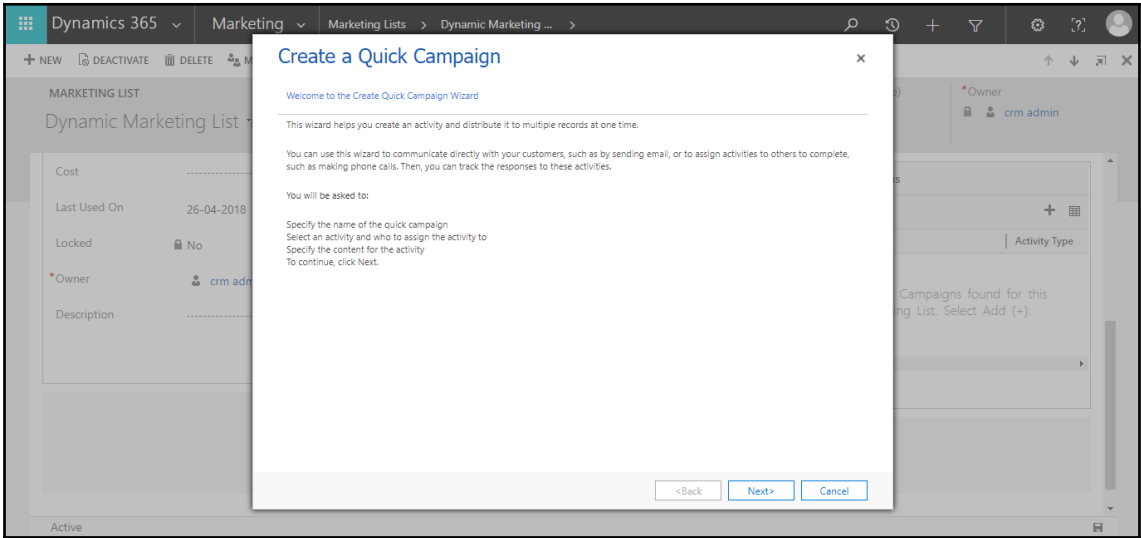 Dynamics 365 Marketing Marketing Lists > Dynamic Marketing ... >
+ NEW DEACTIVATE DELETE M
Create a Quick Campaign
MARKETING LIST
Dynamic Marketing List
*Owner
crm admin
Welcome to the Create Quick Campaign Wizard
This wizard helps you create an activity and distribute it to multiple records at one time.
You can use this wizard to communicate directly with your customers, such as by sending email, or to assign activities to others to complete,
such as making phone calls. Then, you can track the responses to these activities.
You will be asked to:
Specify the name of the quick campaign
Select an activity and who to assign the activity to
Specify the content for the activity
To continue, click Next.
Cost
Last Used On 26-04-2018
Locked No
*Owner crm adm
Description
Activity Type
Campaigns found for this
ng List. Select Add (+).
<Back Next> Cancel
Active